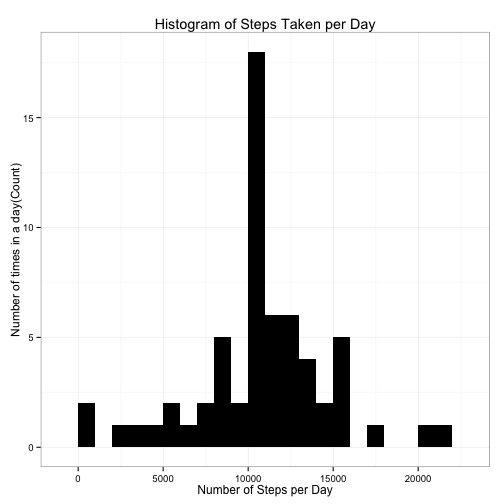 Histogram of Steps Taken per Day
Number of times in a day(Count)
15
10
5
0
0 5000 10000 15000 20000
Number of Steps per Day